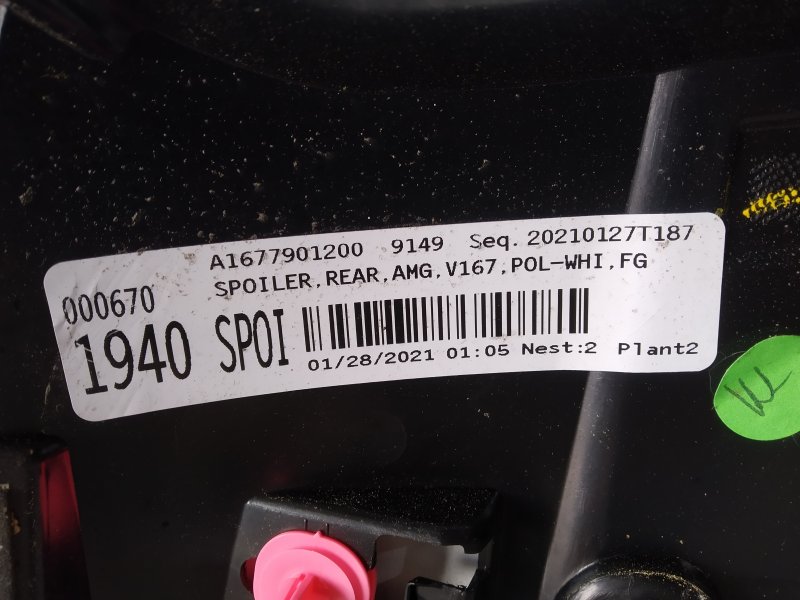 A1677901200 9149 Seq. 20210127T187
SPOILER,REAR,AMG,V167,POL-WHI,FG
000670
1940 SPOI
01/28/2021 01:05 Nest:2 Plant2